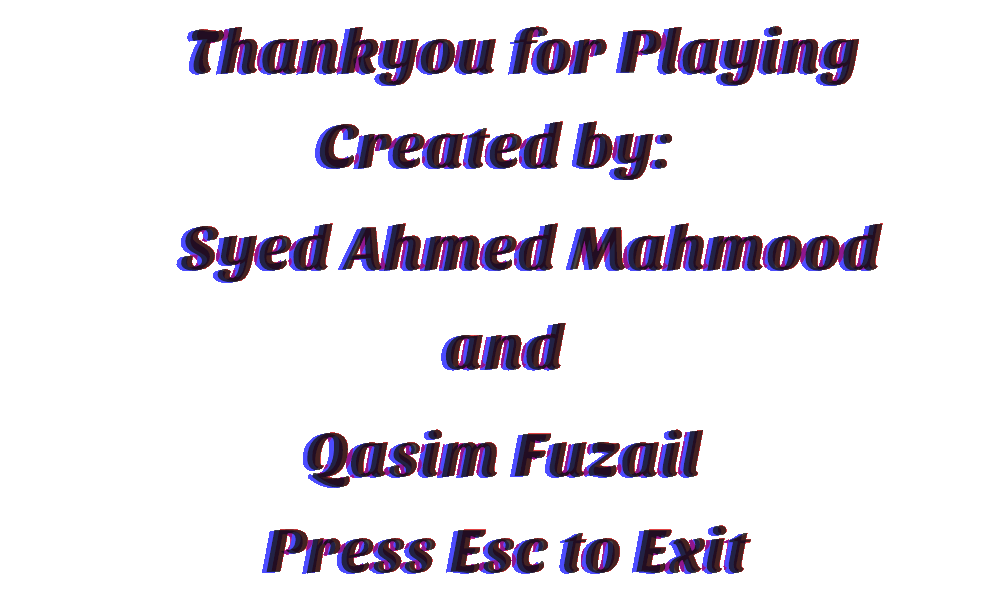 Thankyou for Playing
Created by:
Syed Ahmed Mahmood
and
Qasim Fuzail
Press Esc to Exit